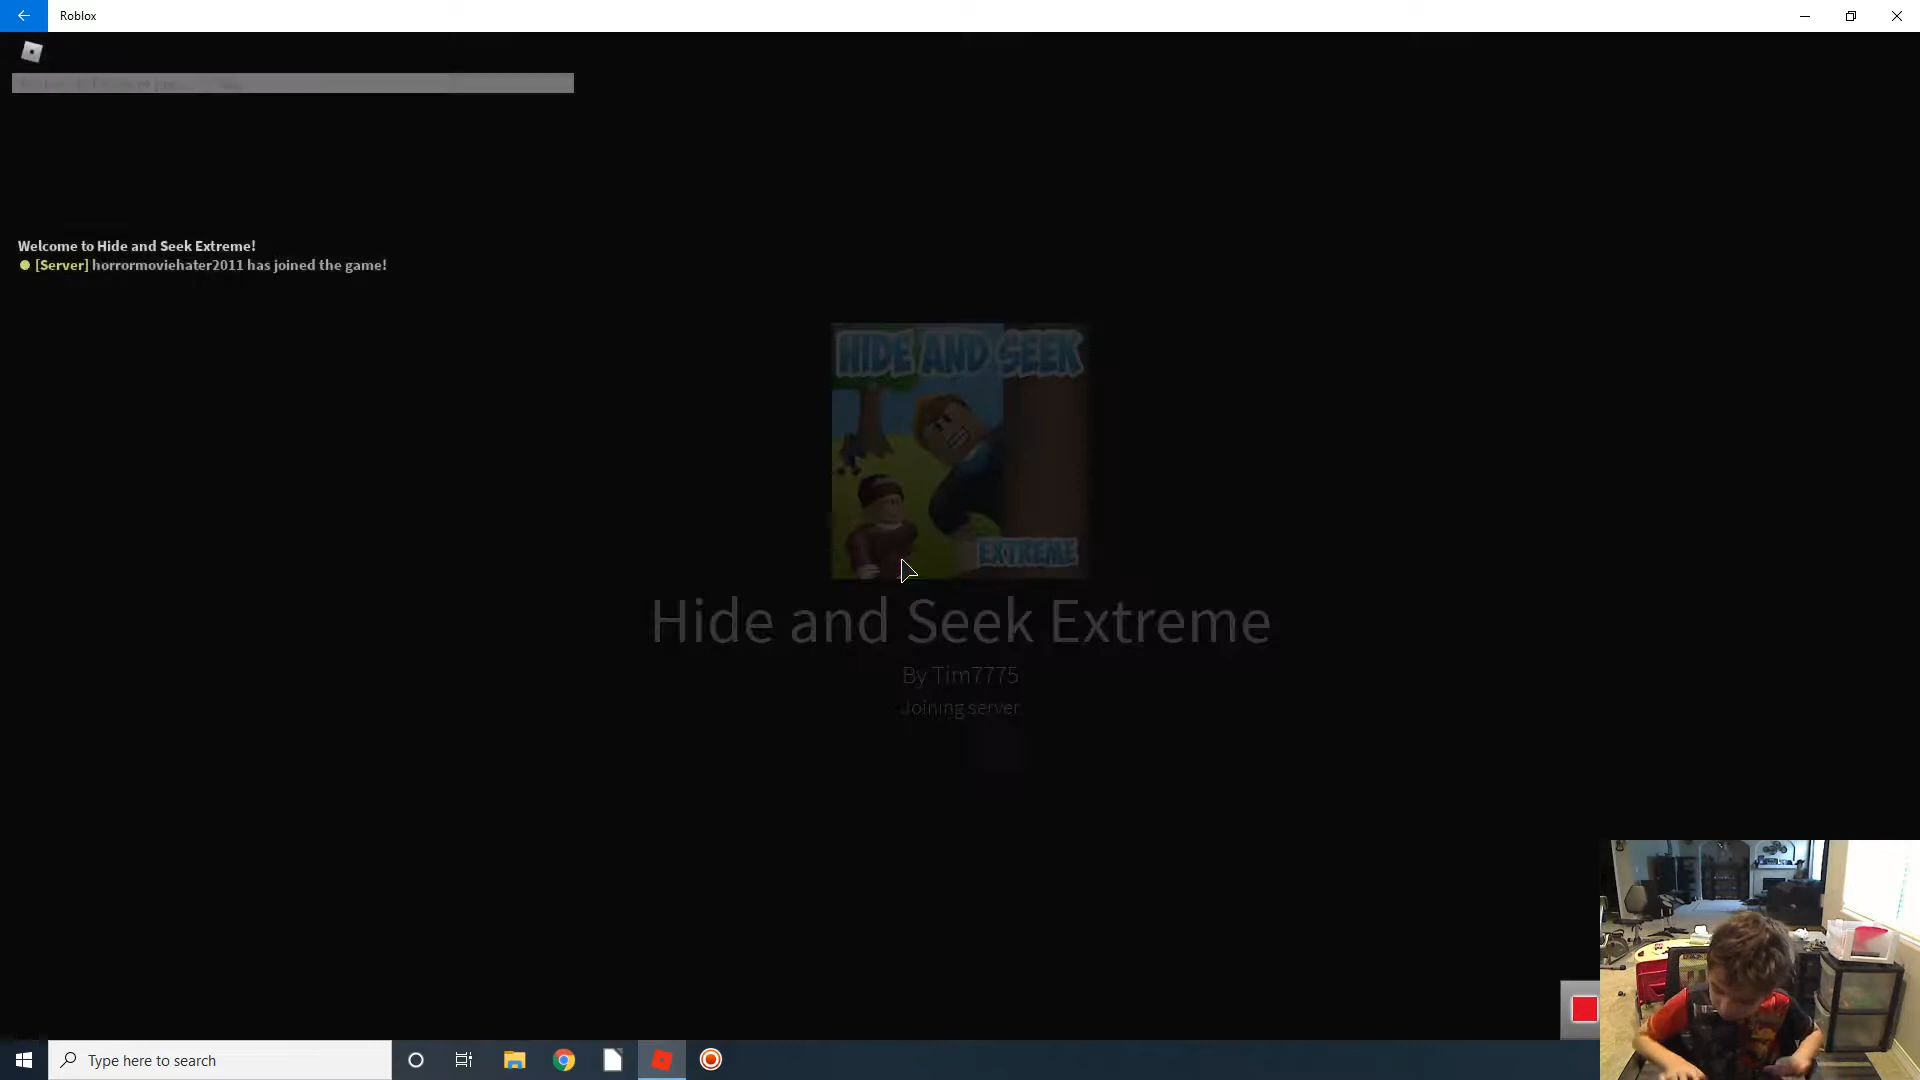 Roblox
Welcome to Hide and Seek Extreme!
[Server] horrormoviehater2011 has joined the game!
HIDE AND SEEK
EXTREME
Hide and Seek Extreme
By Tim7775
Joining server
Type here to search